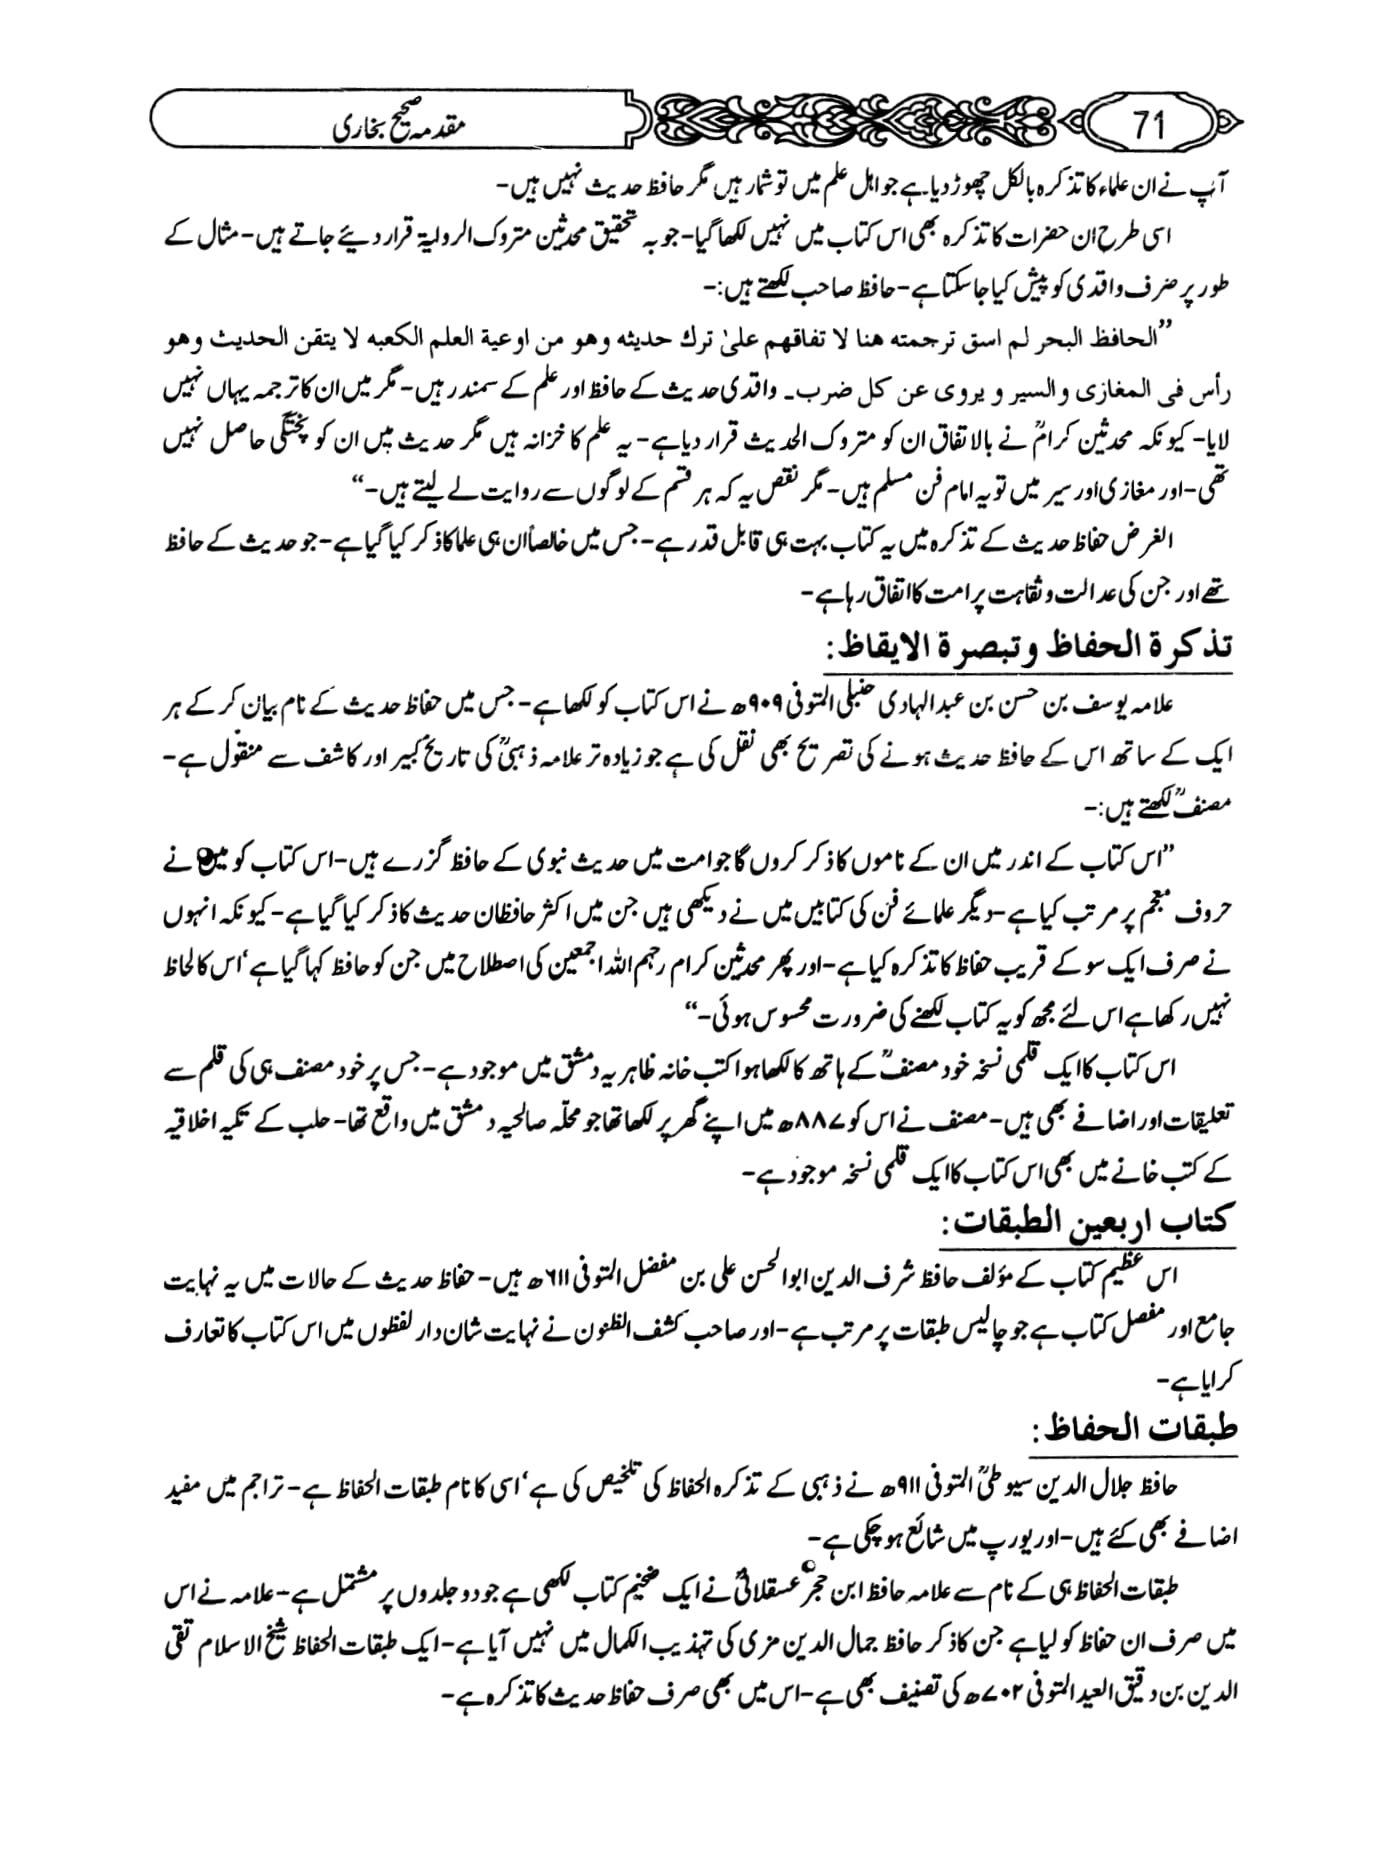 مقدمہ صحیح بخاری
71
آپ نے ان علماء کا تذکرہ بالکل چھوڑ دیا ہے جو اہل علم میں تو شمار ہیں مگر حافظ حدیث نہیں ہیں-
اسی طرح ان حضرات کا تذکرہ بھی اس کتاب میں نہیں لکھا گیا- جو بہ تحقیق محدثین متروک الروایۃ قرار دیئے جاتے ہیں- مثال کے
طور پر صرف واقدی کو پیش کیا جا سکتا ہے- حافظ صاحب لکھتے ہیں:-
”الحافظ البحر لم اسق ترجمته هنا لا تفاقهم علیٰ ترك حديثه وهو من اوعية العلم الكعبه لا يتقن الحديث وهو
رأس فی المغازی والسیر و یروی عن کل ضرب۔ واقدی حدیث کے حافظ اور علم کے سمندر ہیں- مگر میں ان کا ترجمہ یہاں نہیں
لایا- کیونکہ محدثین کرامؒ نے بالاتفاق ان کو متروک الحدیث قرار دیا ہے- یہ علم کا خزانہ ہیں مگر حدیث میں ان کو پختگی حاصل نہیں
تھی- اور مغازی اور سیر میں تو یہ امام فن مسلم ہیں- مگر نقص یہ کہ ہر قسم کے لوگوں سے روایت لے لیتے ہیں-“
الغرض حفاظ حدیث کے تذکرہ میں یہ کتاب بہت ہی قابل قدر ہے- جس میں خالصاً ان ہی علما کا ذکر کیا گیا ہے- جو حدیث کے حافظ
تھے اور جن کی عدالت و ثقاہت پر امت کا اتفاق رہا ہے-
تذکرۃ الحفاظ وتبصرۃ الایقاظ:
علامہ یوسف بن حسن بن عبدالہادی حنبلی المتوفی ۹۰۹ھ نے اس کتاب کو لکھا ہے- جس میں حفاظ حدیث کے نام بیان کر کے ہر
ایک کے ساتھ اس کے حافظ حدیث ہونے کی تصریح بھی نقل کی ہے جو زیادہ تر علامہ ذہبیؒ کی تاریخ کبیر اور کاشف سے منقول ہے-
مصنفؒ لکھتے ہیں:-
”اس کتاب کے اندر میں ان کے ناموں کا ذکر کروں گا جو امت میں حدیث نبوی کے حافظ گزرے ہیں- اس کتاب کو میں نے
حروف معجم پر مرتب کیا ہے- دیگر علمائے فن کی کتابیں میں نے دیکھی ہیں جن میں اکثر حافظان حدیث کا ذکر کیا گیا ہے- کیونکہ انہوں
نے صرف ایک سو کے قریب حفاظ کا تذکرہ کیا ہے- اور پھر محدثین کرام رحہم اللہ اجمعین کی اصطلاح میں جن کو حافظ کہا گیا ہے‘ اس کا لحاظ
نہیں رکھا ہے اس لئے مجھ کو یہ کتاب لکھنے کی ضرورت محسوس ہوئی-“
اس کتاب کا ایک قلمی نسخہ خود مصنفؒ کے ہاتھ کا لکھا ہوا کتب خانہ ظاہریہ دمشق میں موجود ہے- جس پر خود مصنف ہی کی قلم سے
تعلیقات اور اضافے بھی ہیں- مصنف نے اس کو ۸۸۷ھ میں اپنے گھر پر لکھا تھا جو محلّہ صالحیہ دمشق میں واقع تھا- حلب کے تکیہ اخلاقیہ
کے کتب خانے میں بھی اس کتاب کا ایک قلمی نسخہ موجود ہے-
کتاب اربعین الطبقات:
اس عظیم کتاب کے مؤلف حافظ شرف الدین ابوالحسن علی بن مفضل المتوفی ۶۱۱ھ ہیں- حفاظ حدیث کے حالات میں یہ نہایت
جامع اور مفصل کتاب ہے جو چالیس طبقات پر مرتب ہے- اور صاحب کشف الظنون نے نہایت شان دار لفظوں میں اس کتاب کا تعارف
کرایا ہے-
طبقات الحفاظ:
حافظ جلال الدین سیوطیؒ المتوفی ۹۱۱ھ نے ذہبی کے تذکرہ الحفاظ کی تلخیص کی ہے‘ اسی کا نام طبقات الحفاظ ہے- تراجم میں مفید
اضافے بھی کئے ہیں- اور یورپ میں شائع ہو چکی ہے-
طبقات الحفاظ ہی کے نام سے علامہ حافظ ابن حجر عسقلانیؒ نے ایک ضخیم کتاب لکھی ہے جو دو جلدوں پر مشتمل ہے- علامہ نے اس
میں صرف ان حفاظ کو لیا ہے جن کا ذکر حافظ جمال الدین مزی کی تہذیب الکمال میں نہیں آیا ہے- ایک طبقات الحفاظ شیخ الاسلام تقی
الدین بن دقیق العید المتوفی ۷۰۲ھ کی تصنیف بھی ہے- اس میں بھی صرف حفاظ حدیث کا تذکرہ ہے-